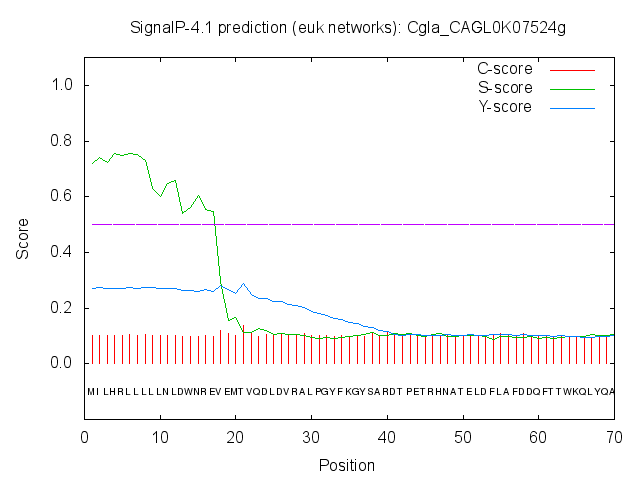 SignalP-4.1 prediction (euk networks): Cgla_CAGL0K07524g
C-score
S-score
Y-score
1.0
0.8
0.6
0.4
0.2
0.0
Score
MILHRLLLLLNLDWNREVEMTVQDLDVRALPGYFKGYSARDTPETRHNATELDFLAFDDQFTTWKQLYQA
0 10 20 30 40 50 60 70
Position